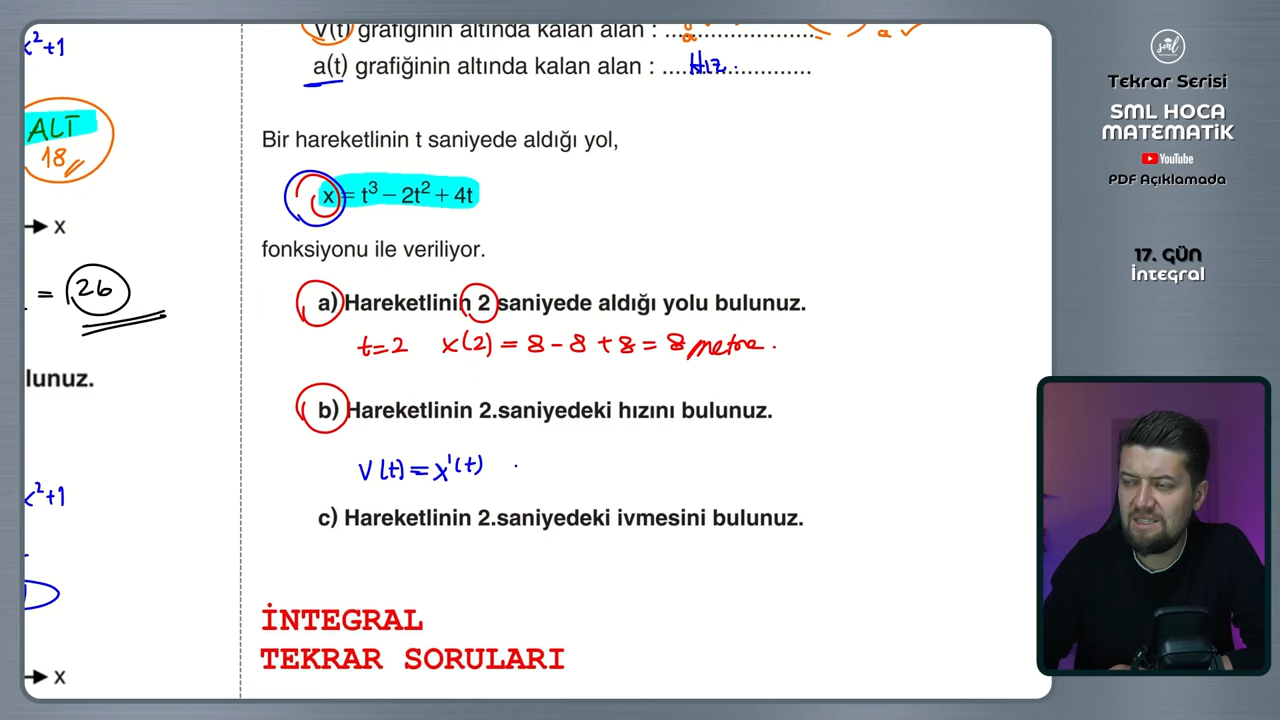 x²+1
ALT
18
x
= 26
lunuz.
x²+1
x
V(t) grafiğinin altında kalan alan : ........................
a(t) grafiğinin altında kalan alan : ....Hız.............
Bir hareketlinin t saniyede aldığı yol,
x = t³ − 2t² + 4t
fonksiyonu ile veriliyor.
a) Hareketlinin 2 saniyede aldığı yolu bulunuz.
t=2 x(2) = 8 - 8 + 8 = 8 metre.
b) Hareketlinin 2.saniyedeki hızını bulunuz.
V(t) = x'(t)
c) Hareketlinin 2.saniyedeki ivmesini bulunuz.
İNTEGRAL
TEKRAR SORULARI
sml
Tekrar Serisi
SML HOCA
MATEMATİK
YouTube
PDF Açıklamada
17. GÜN
İntegral